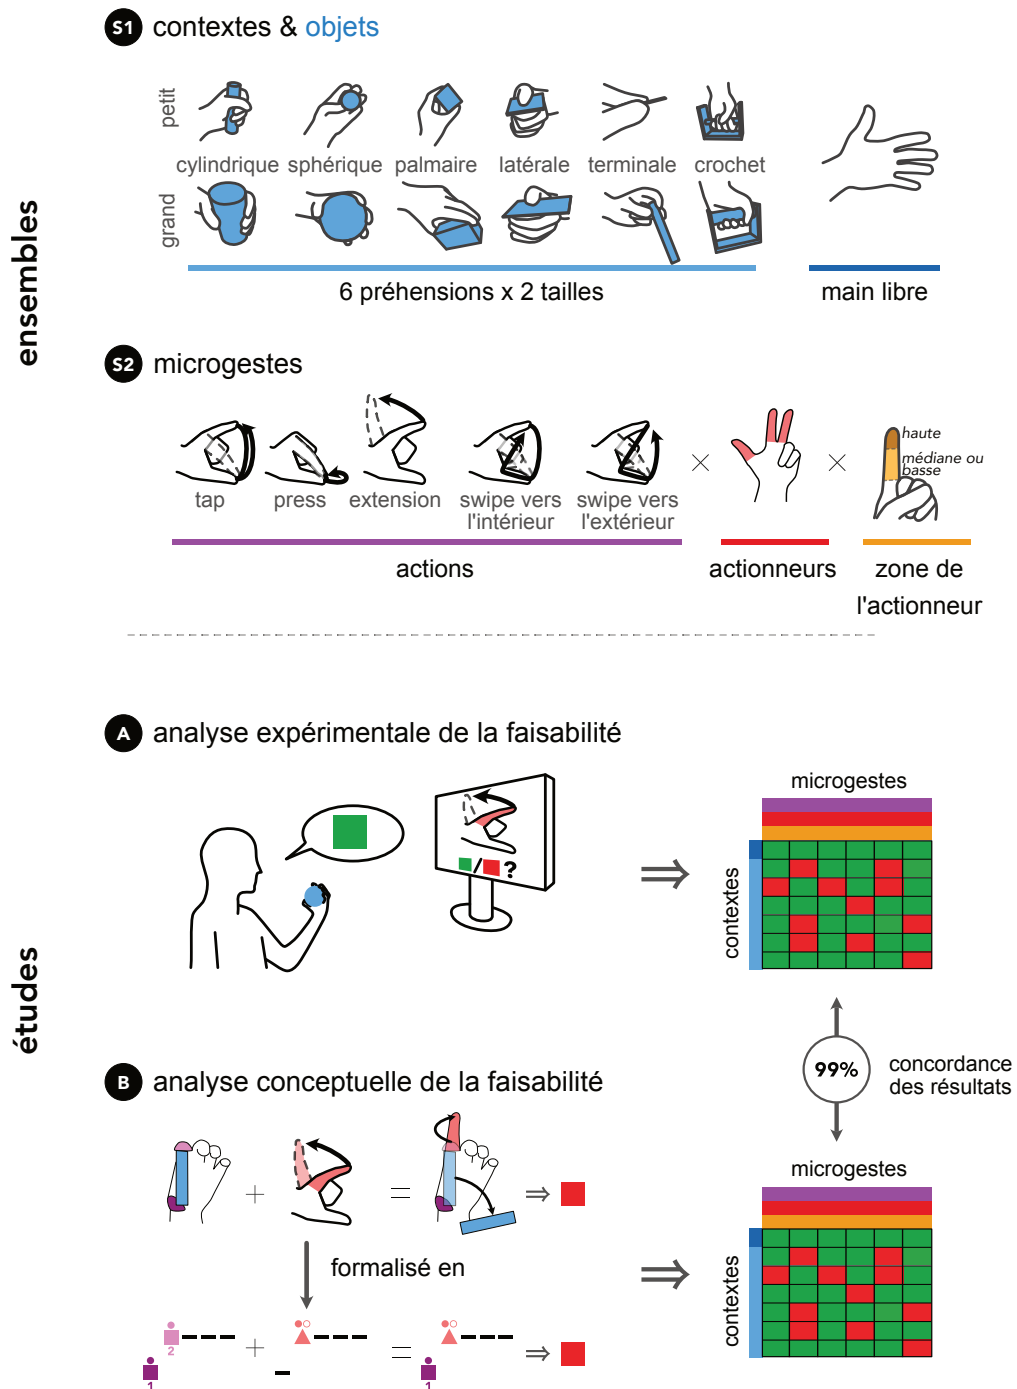 ensembles
S1 contextes & objets
petit
cylindrique sphérique palmaire latérale terminale crochet
grand
6 préhensions x 2 tailles
main libre
S2 microgestes
haute
médiane ou
basse
tap press extension swipe vers l'intérieur swipe vers l'extérieur
× ×
actions
actionneurs
zone de
l'actionneur
études
A analyse expérimentale de la faisabilité
/ ?
⇒
microgestes
contextes
99%
concordance
des résultats
B analyse conceptuelle de la faisabilité
+ = ⇒
formalisé en
⇒
microgestes
contextes
2
1
+ = ⇒
1